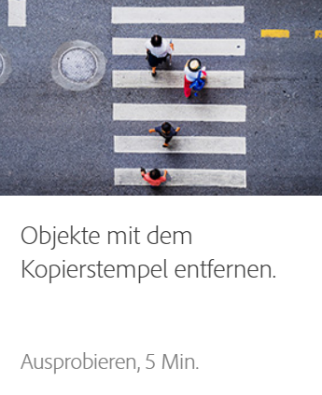 Objekte mit dem
Kopierstempel entfernen.
Ausprobieren, 5 Min.